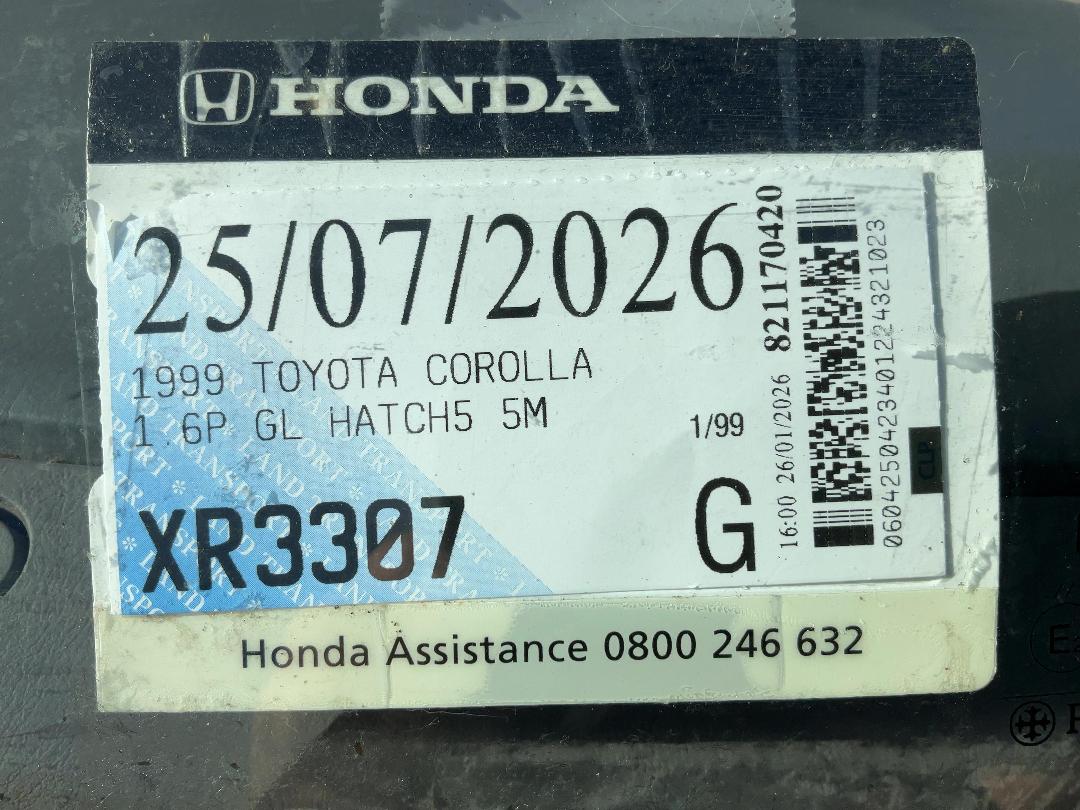 HONDA
25/07/2026
1999 TOYOTA COROLLA
1.6P GL HATCH5 5M
1/99
XR3307
G
16:00 26/01/2026 821170420
0604250423401224321023
CLP
Honda Assistance 0800 246 632